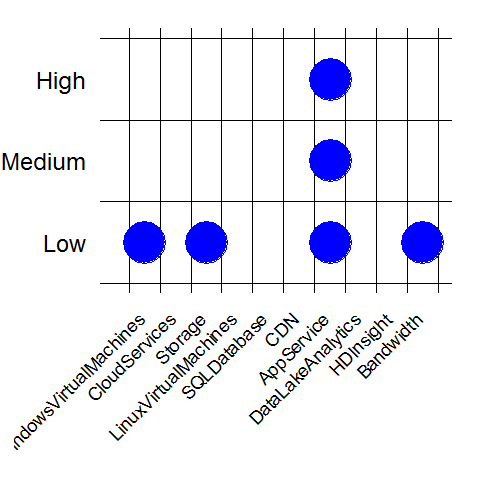 High
Medium
Low
ndowsVirtualMachines
CloudServices
Storage
LinuxVirtualMachines
SQLDatabase
CDN
AppService
DataLakeAnalytics
HDInsight
Bandwidth